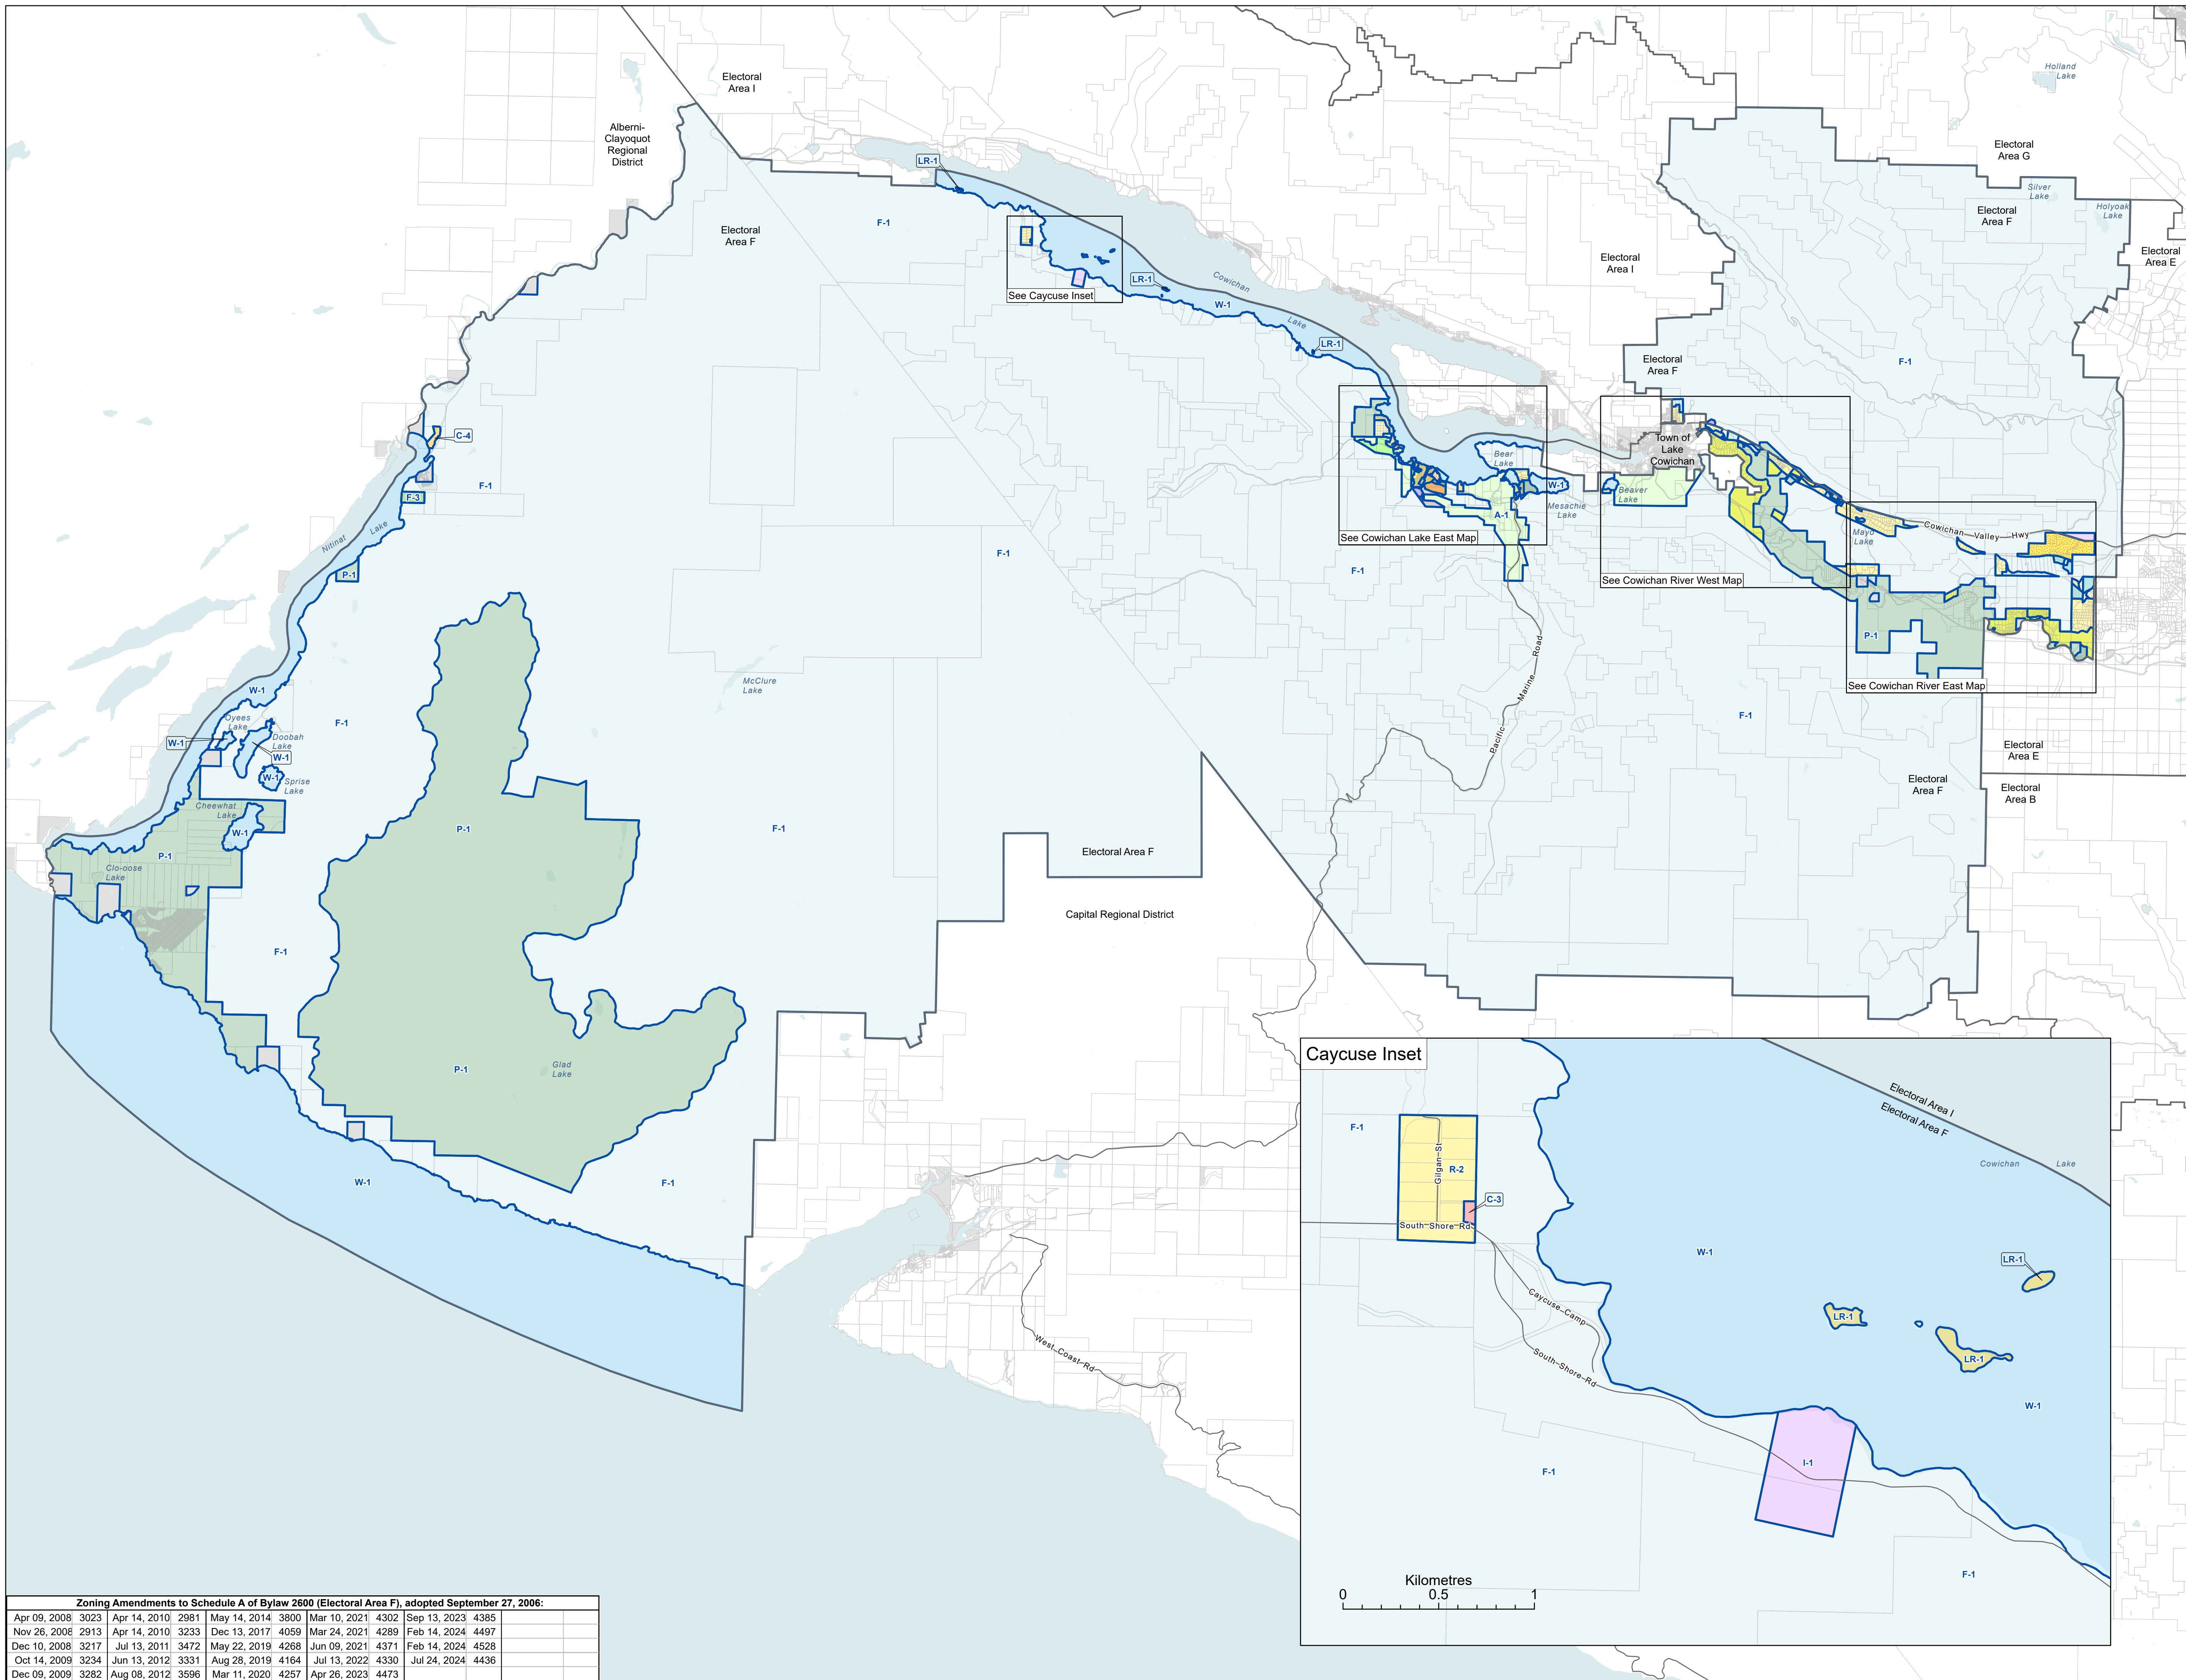 Holland
Lake
Electoral
Area I
Alberni-
Clayoquot
Regional
District
Electoral
Area G
LR-1
Silver
Lake
Electoral
Area F
Holyoak
Lake
F-1
Electoral
Area F
Electoral
Area I
Electoral
Area E
Cowichan
Lake
LR-1
See Caycuse Inset
W-1
LR-1
Electoral
Area F
F-1
C-4
Town of
Lake
Cowichan
Bear
Lake
W-1
F-1
F-3
Beaver
Lake
Mesachie
Lake
A-1
Nitinat Lake
See Cowichan Lake East Map
Mayo
Lake
Cowichan Valley Hwy
F-1
F-1
P-1
See Cowichan River West Map
P-1
Pacific Marine Road
See Cowichan River East Map
McClure
Lake
W-1
Oyees
Lake
F-1
F-1
Doobah
Lake
W-1
W-1
Electoral
Area E
W-1
Sprise
Lake
Electoral
Area F
Electoral
Area B
Cheewhat
Lake
W-1
P-1
F-1
P-1
Electoral Area F
Clo-oose
Lake
Capital Regional District
F-1
P-1
Glad
Lake
W-1
F-1
West Coast Rd
Caycuse Inset
Electoral Area I
Electoral Area F
F-1
Cowichan Lake
Gilgan St
R-2
C-3
South Shore Rd
W-1
LR-1
Caycuse Camp
LR-1
LR-1
South Shore Rd
W-1
I-1
F-1
F-1
Kilometres
0 0.5 1
Zoning Amendments to Schedule A of Bylaw 2600 (Electoral Area F), adopted September 27, 2006:
Apr 09, 2008 3023 Apr 14, 2010 2981 May 14, 2014 3800 Mar 10, 2021 4302 Sep 13, 2023 4385
Nov 26, 2008 2913 Apr 14, 2010 3233 Dec 13, 2017 4059 Mar 24, 2021 4289 Feb 14, 2024 4497
Dec 10, 2008 3217 Jul 13, 2011 3472 May 22, 2019 4268 Jun 09, 2021 4371 Feb 14, 2024 4528
Oct 14, 2009 3234 Jun 13, 2012 3331 Aug 28, 2019 4164 Jul 13, 2022 4330 Jul 24, 2024 4436
Dec 09, 2009 3282 Aug 08, 2012 3596 Mar 11, 2020 4257 Apr 26, 2023 4473